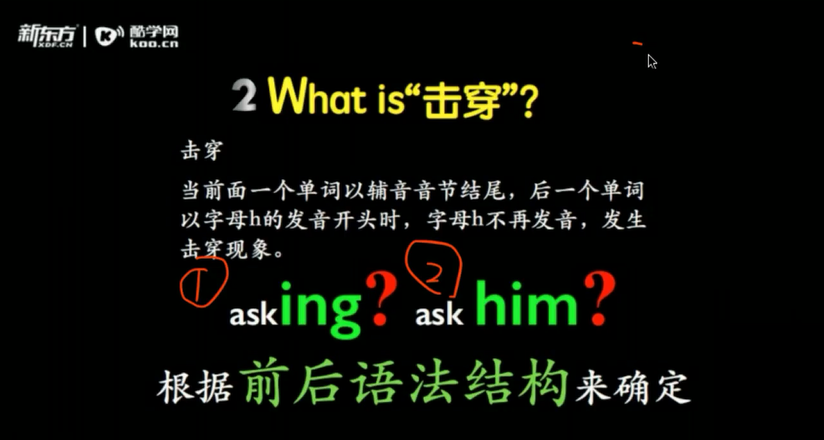 新东方 XDF.CN 酷学网 koo.cn
2 What is“击穿”?
击穿
当前面一个单词以辅音音节结尾，后一个单词
以字母h的发音开头时，字母h不再发音，发生
击穿现象。
① ②
asking? ask him?
根据前后语法结构来确定